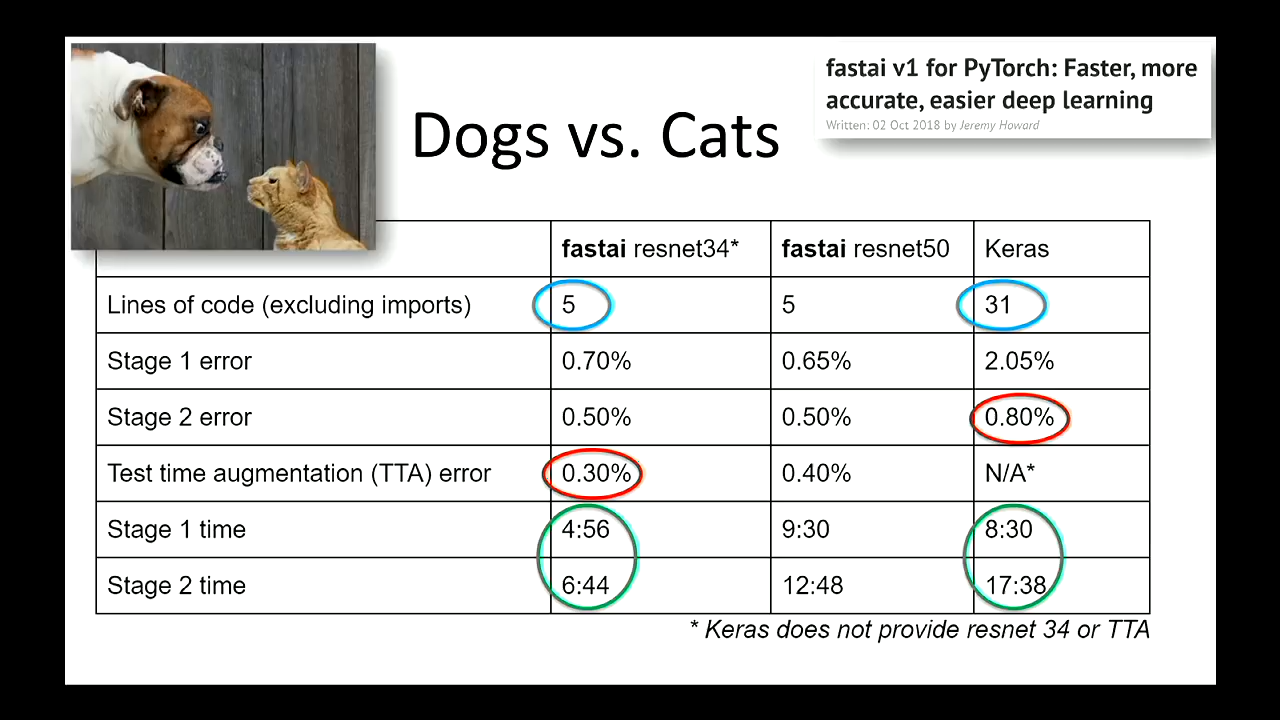 fastai v1 for PyTorch: Faster, more
accurate, easier deep learning
Written: 02 Oct 2018 by Jeremy Howard
Dogs vs. Cats
fastai resnet34* fastai resnet50 Keras
Lines of code (excluding imports) 5 5 31
Stage 1 error 0.70% 0.65% 2.05%
Stage 2 error 0.50% 0.50% 0.80%
Test time augmentation (TTA) error 0.30% 0.40% N/A*
Stage 1 time 4:56 9:30 8:30
Stage 2 time 6:44 12:48 17:38
* Keras does not provide resnet 34 or TTA